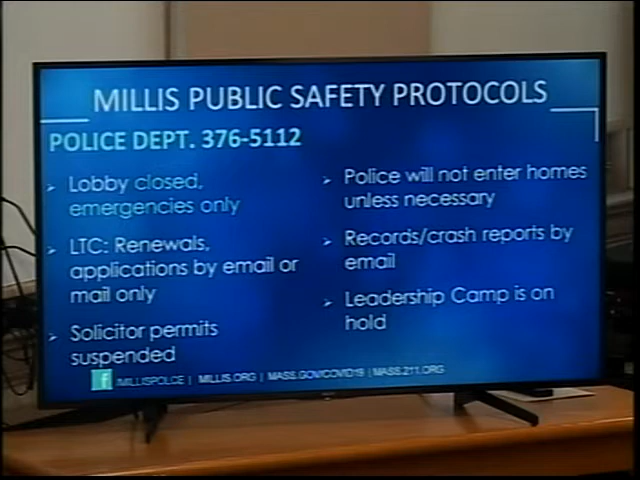 MILLIS PUBLIC SAFETY PROTOCOLS
POLICE DEPT. 376-5112
Lobby closed,
emergencies only
LTC: Renewals,
applications by email or
mail only
Solicitor permits
suspended
Police will not enter homes
unless necessary
Records/crash reports by
email
Leadership Camp is on
hold
f /MILLISPOLICE | MILLIS.ORG | MASS.GOV/COVID19 | MASS.211.ORG